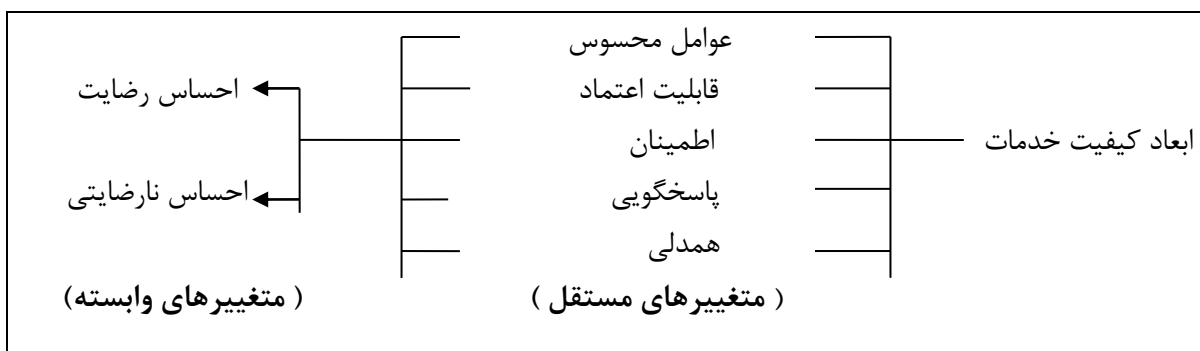 ابعاد کیفیت خدمات
عوامل محسوس
قابلیت اعتماد
اطمینان
پاسخگویی
همدلی
( متغییرهای مستقل )
احساس رضایت
احساس نارضایتی
( متغییرهای وابسته)